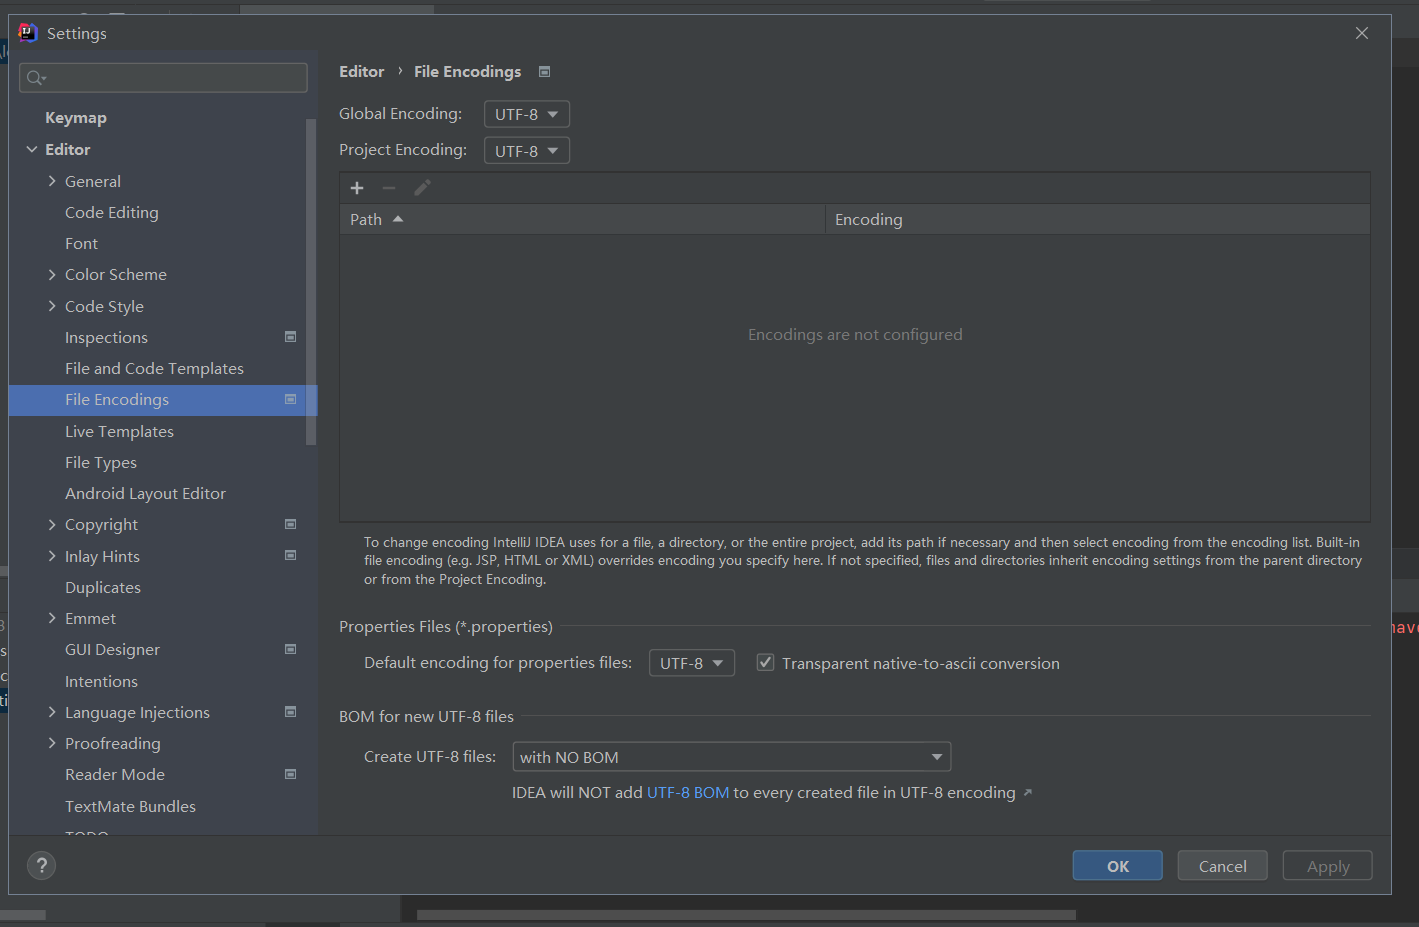 Settings
Keymap
Editor
General
Code Editing
Font
Color Scheme
Code Style
Inspections
File and Code Templates
File Encodings
Live Templates
File Types
Android Layout Editor
Copyright
Inlay Hints
Duplicates
Emmet
GUI Designer
Intentions
Language Injections
Proofreading
Reader Mode
TextMate Bundles
TODO
Editor › File Encodings
Global Encoding: UTF-8
Project Encoding: UTF-8
Path Encoding
Encodings are not configured
To change encoding IntelliJ IDEA uses for a file, a directory, or the entire project, add its path if necessary and then select encoding from the encoding list. Built-in
file encoding (e.g. JSP, HTML or XML) overrides encoding you specify here. If not specified, files and directories inherit encoding settings from the parent directory
or from the Project Encoding.
Properties Files (*.properties)
Default encoding for properties files: UTF-8 Transparent native-to-ascii conversion
BOM for new UTF-8 files
Create UTF-8 files: with NO BOM
IDEA will NOT add UTF-8 BOM to every created file in UTF-8 encoding
? OK Cancel Apply